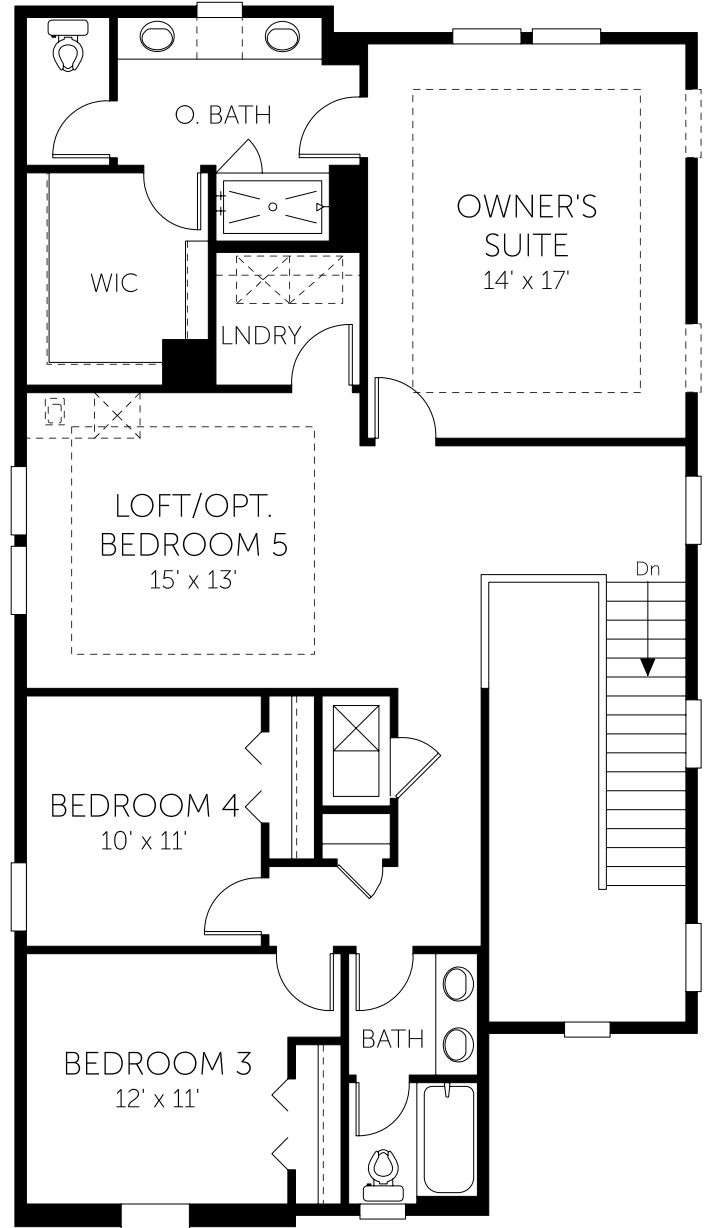 O. BATH
OWNER'S
SUITE
14' x 17'
WIC
LNDRY
LOFT/OPT.
BEDROOM 5
15' x 13'
Dn
BEDROOM 4
10' x 11'
BATH
BEDROOM 3
12' x 11'